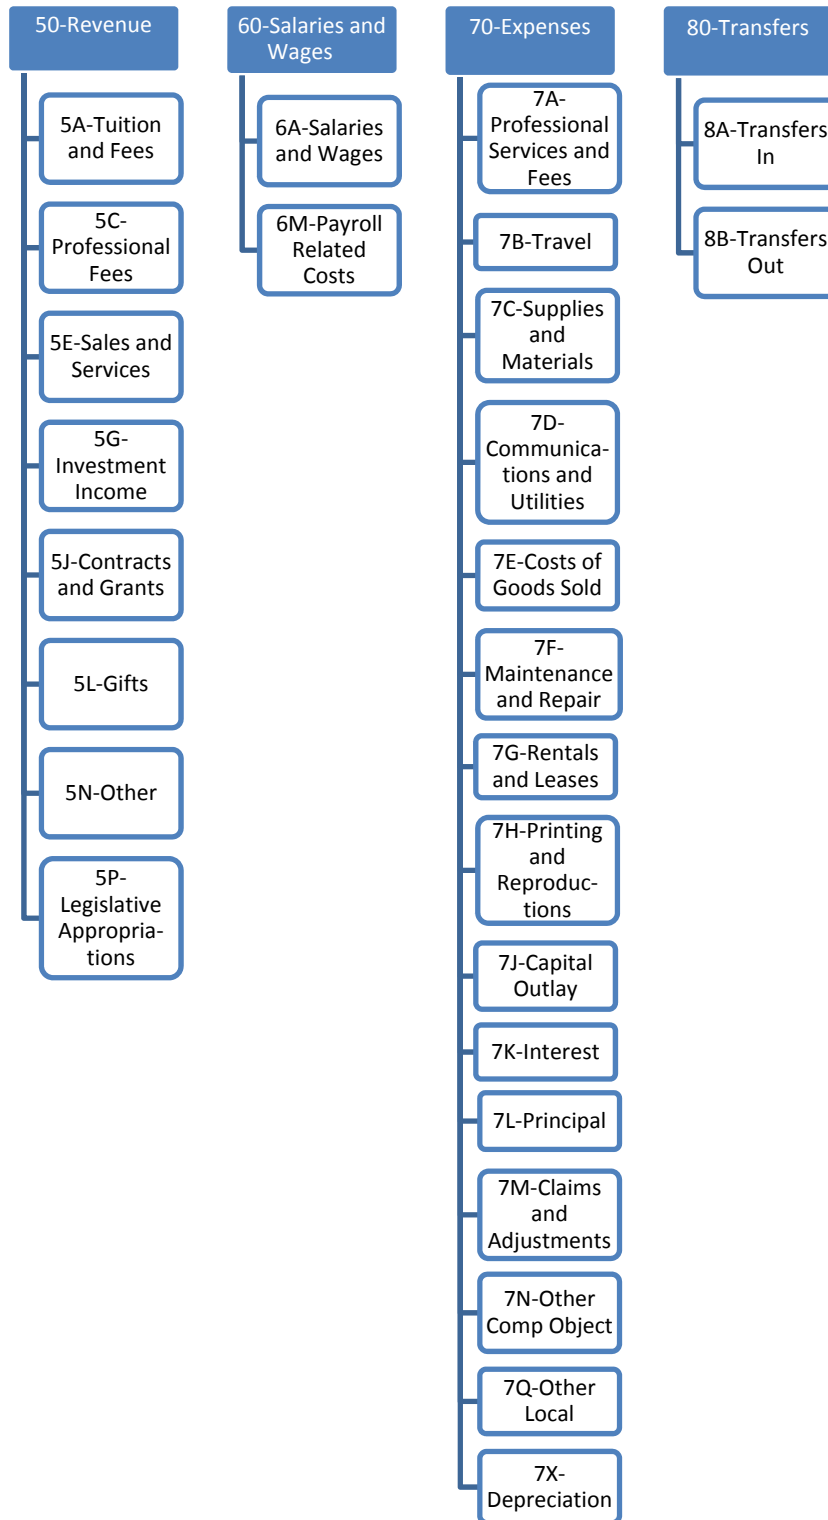 50-Revenue
5A-Tuition
and Fees
5C-
Professional
Fees
5E-Sales and
Services
5G-
Investment
Income
5J-Contracts
and Grants
5L-Gifts
5N-Other
5P-
Legislative
Appropria-
tions
60-Salaries and
Wages
6A-Salaries
and Wages
6M-Payroll
Related
Costs
70-Expenses
7A-
Professional
Services and
Fees
7B-Travel
7C-Supplies
and
Materials
7D-
Communica-
tions and
Utilities
7E-Costs of
Goods Sold
7F-
Maintenance
and Repair
7G-Rentals
and Leases
7H-Printing
and
Reproduc-
tions
7J-Capital
Outlay
7K-Interest
7L-Principal
7M-Claims
and
Adjustments
7N-Other
Comp Object
7Q-Other
Local
7X-
Depreciation
80-Transfers
8A-Transfers
In
8B-Transfers
Out